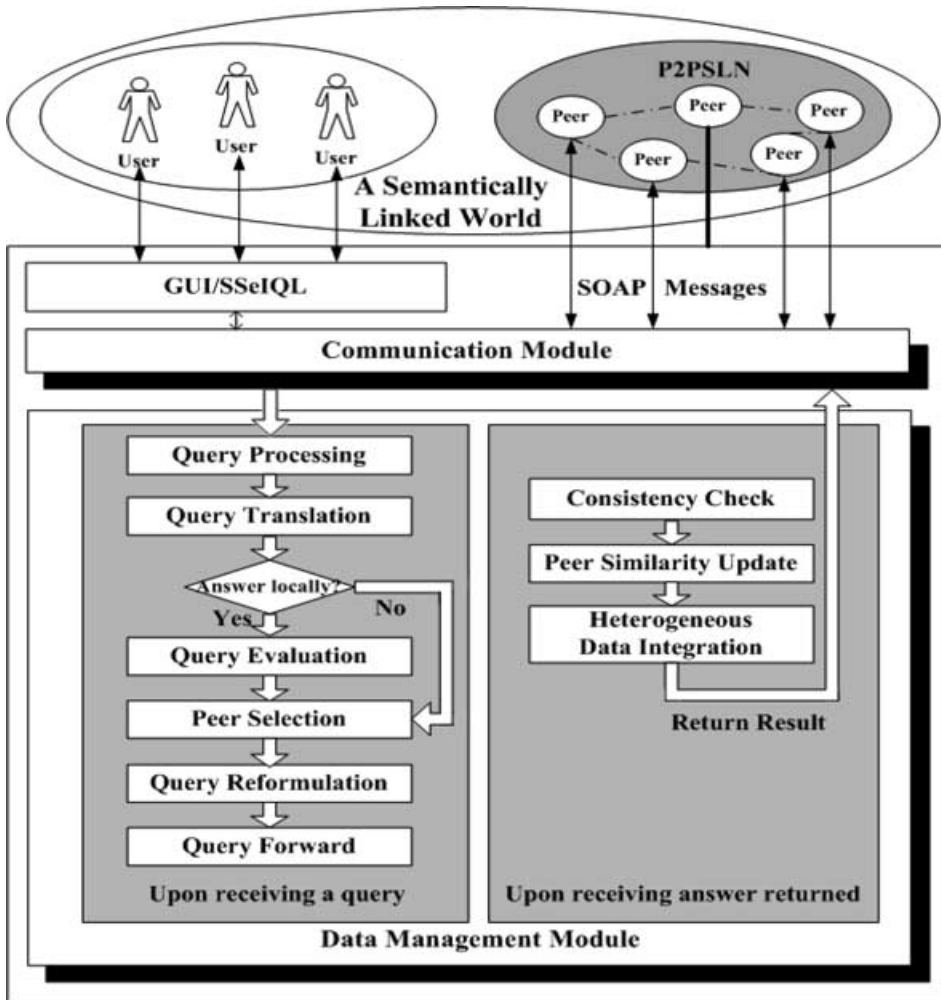 P2PSLN
Peer
Peer
Peer
Peer
Peer
User
User
User
A Semantically
Linked World
GUI/SSeIQL
SOAP Messages
Communication Module
Query Processing
Query Translation
Answer locally?
Yes
No
Query Evaluation
Peer Selection
Query Reformulation
Query Forward
Upon receiving a query
Consistency Check
Peer Similarity Update
Heterogeneous
Data Integration
Return Result
Upon receiving answer returned
Data Management Module